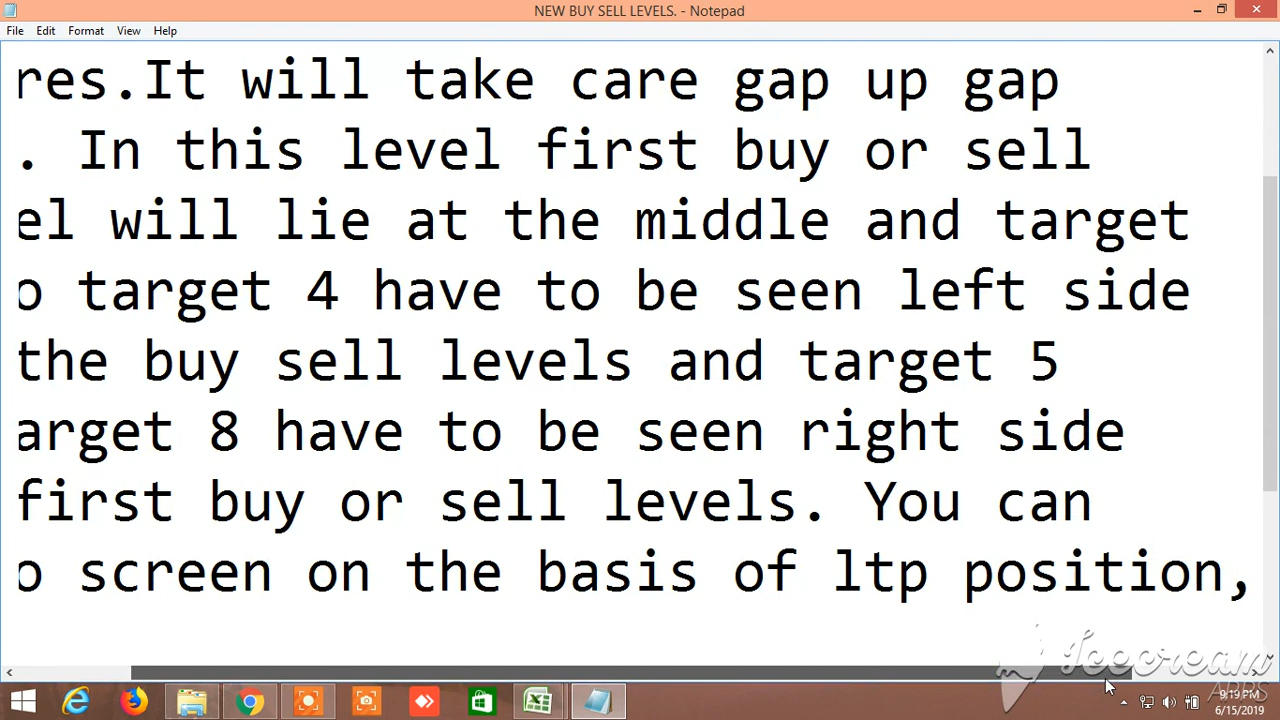 NEW BUY SELL LEVELS. - Notepad
File Edit Format View Help
res.It will take care gap up gap
. In this level first buy or sell
el will lie at the middle and target
o target 4 have to be seen left side
the buy sell levels and target 5
arget 8 have to be seen right side
first buy or sell levels. You can
o screen on the basis of ltp position,
Icecream
APPS
9:19 PM
6/15/2019